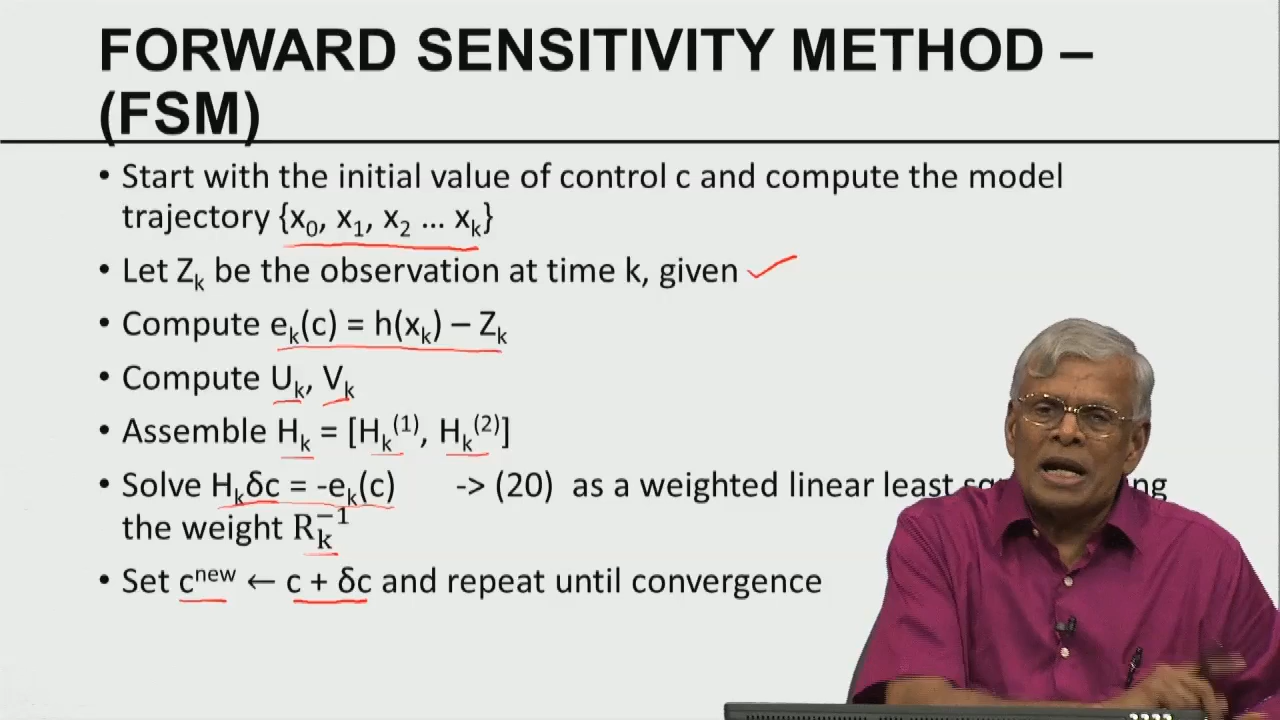 FORWARD SENSITIVITY METHOD –
(FSM)
• Start with the initial value of control c and compute the model
trajectory {x₀, x₁, x₂ ... xₖ}
• Let Zₖ be the observation at time k, given
• Compute eₖ(c) = h(xₖ) – Zₖ
• Compute Uₖ, Vₖ
• Assemble Hₖ = [Hₖ⁽¹⁾, Hₖ⁽²⁾]
• Solve Hₖδc = -eₖ(c) -> (20) as a weighted linear least
the weight Rₖ⁻¹
• Set cⁿᵉʷ ← c + δc and repeat until convergence